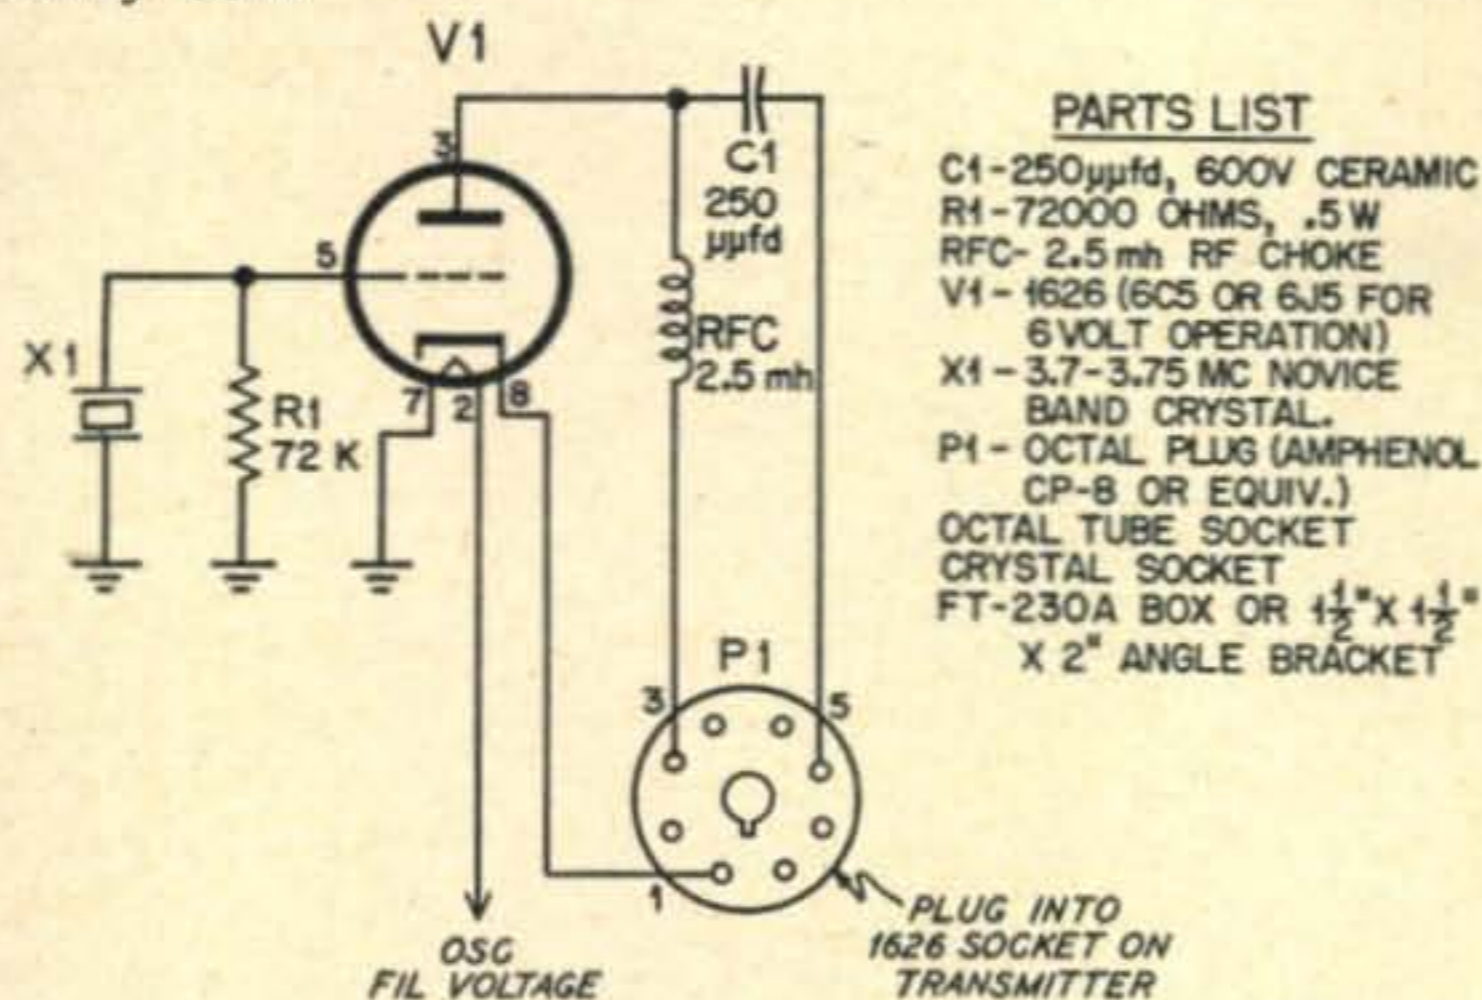 V1
3
C1
250
µµfd
5
X1
R1
72 K
RFC
2.5 mh
7
2
8
P1
3
5
1
OSC
FIL VOLTAGE
PLUG INTO
1626 SOCKET ON
TRANSMITTER
PARTS LIST
C1-250µµfd, 600V CERAMIC
R1-72000 OHMS, .5 W
RFC- 2.5 mh RF CHOKE
V1 - 1626 (6C5 OR 6J5 FOR
6 VOLT OPERATION)
X1 - 3.7-3.75 MC NOVICE
BAND CRYSTAL.
P1 - OCTAL PLUG (AMPHENOL
CP-8 OR EQUIV.)
OCTAL TUBE SOCKET
CRYSTAL SOCKET
FT-230A BOX OR 1½" X 1½"
X 2" ANGLE BRACKET